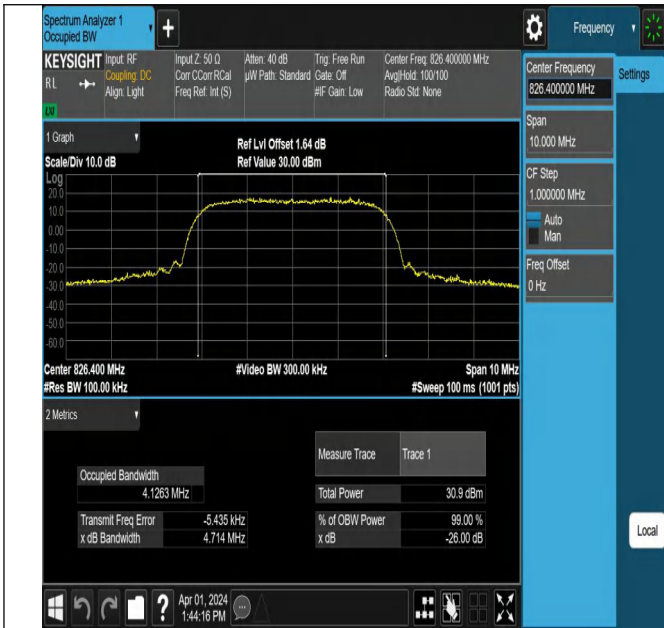 Spectrum Analyzer 1
Occupied BW
+
Frequency
KEYSIGHT
RL
LXI
Input: RF
Coupling: DC
Align: Light
Input Z: 50 Ω
Corr CCorr RCal
Freq Ref: Int (S)
Atten: 40 dB
µW Path: Standard
Trig: Free Run
Gate: Off
#IF Gain: Low
Center Freq: 826.400000 MHz
Avg|Hold: 100/100
Radio Std: None
Center Frequency
826.400000 MHz
Settings
Span
10.000 MHz
CF Step
1.000000 MHz
Auto
Man
Freq Offset
0 Hz
1 Graph
Scale/Div 10.0 dB
Ref Lvl Offset 1.64 dB
Ref Value 30.00 dBm
Log
20.0
10.0
0.00
-10.0
-20.0
-30.0
-40.0
-50.0
-60.0
Center 826.400 MHz
#Video BW 300.00 kHz
Span 10 MHz
#Res BW 100.00 kHz
#Sweep 100 ms (1001 pts)
2 Metrics
Measure Trace Trace 1
Occupied Bandwidth
4.1263 MHz
Total Power 30.9 dBm
Transmit Freq Error -5.435 kHz
% of OBW Power 99.00 %
x dB Bandwidth 4.714 MHz
x dB -26.00 dB
Local
?
Apr 01, 2024
1:44:16 PM